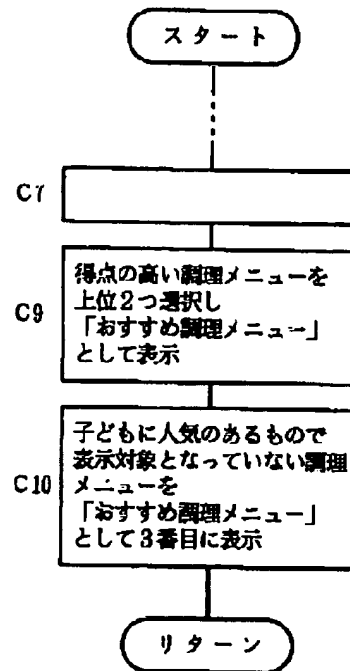 スタート
C7
C9
得点の高い調理メニューを
上位2つ選択し
「おすすめ調理メニュー」
として表示
C10
子どもに人気のあるもので
表示対象となっていない調理
メニューを
「おすすめ調理メニュー」
として3番目に表示
リターン